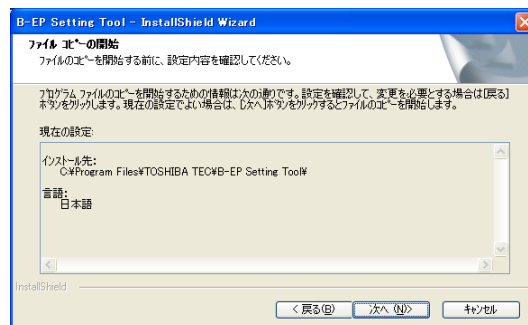 B-EP Setting Tool - InstallShield Wizard
ファイル コピーの開始
ファイルのコピーを開始する前に、設定内容を確認してください。
プログラム ファイルのコピーを開始するための情報は次の通りです。設定を確認して、変更を必要とする場合は[戻る]
ボタンをクリックします。現在の設定でよい場合は、[次へ]ボタンをクリックするとファイルのコピーを開始します。
現在の設定:
インストール先:
C:¥Program Files¥TOSHIBA TEC¥B-EP Setting Tool¥
言語:
日本語
InstallShield
< 戻る(B)
次へ (N)>
キャンセル